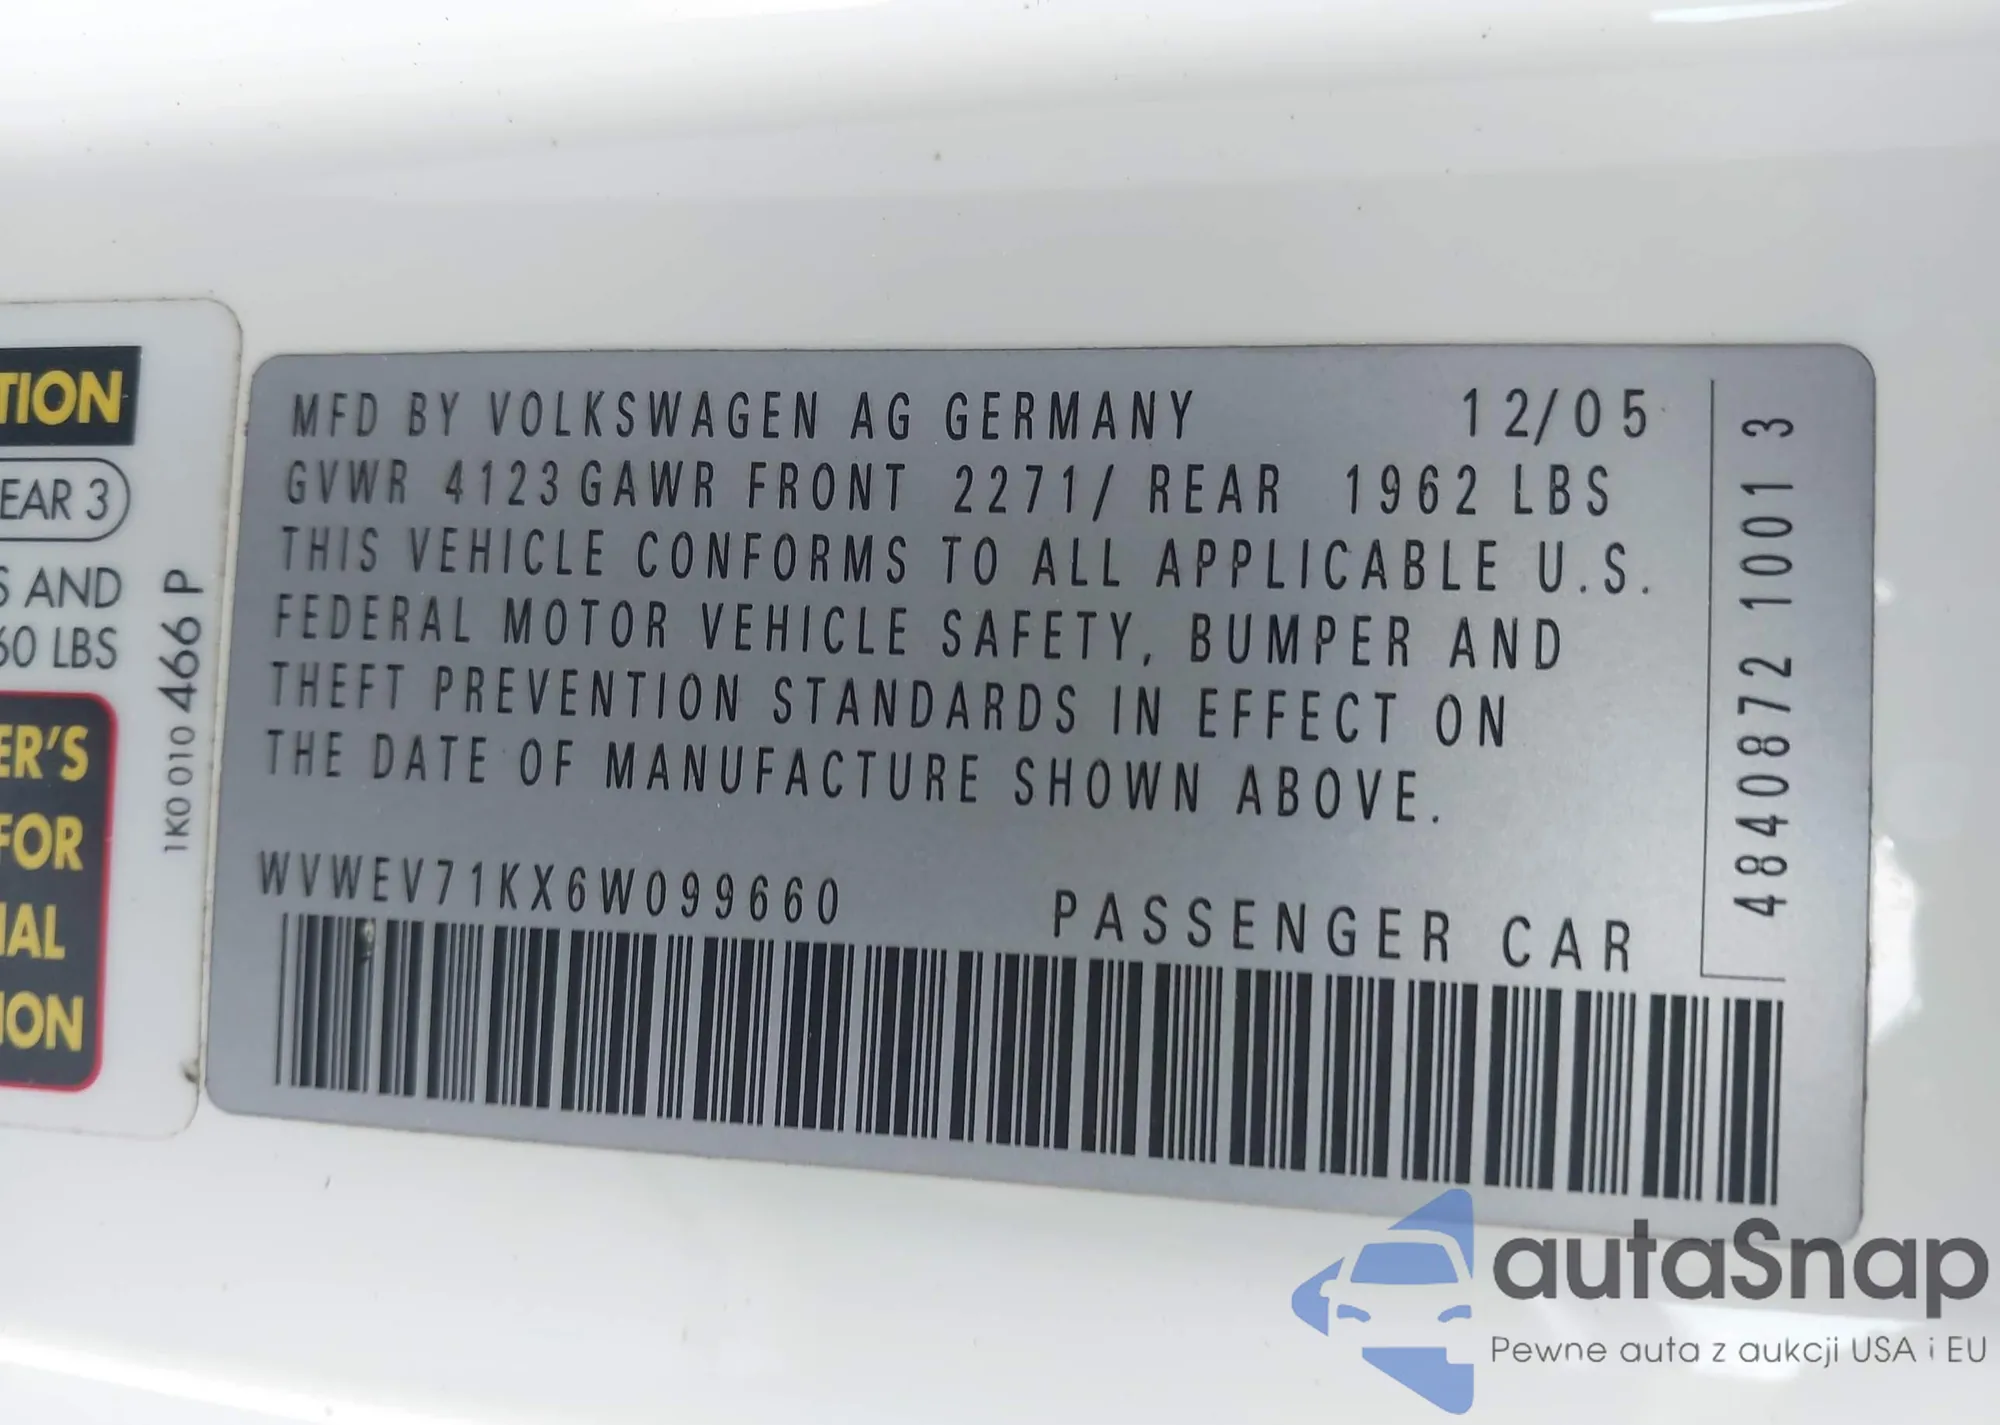 TION
EAR 3
S AND
60 LBS
ER'S
FOR
IAL
ION
1K0 010 466 P
MFD BY VOLKSWAGEN AG GERMANY 12/05
GVWR 4123 GAWR FRONT 2271/ REAR 1962 LBS
THIS VEHICLE CONFORMS TO ALL APPLICABLE U.S.
FEDERAL MOTOR VEHICLE SAFETY, BUMPER AND
THEFT PREVENTION STANDARDS IN EFFECT ON
THE DATE OF MANUFACTURE SHOWN ABOVE.
WVWEV71KX6W099660 PASSENGER CAR
4840872 1001 3
autaSnap
Pewne auta z aukcji USA i EU